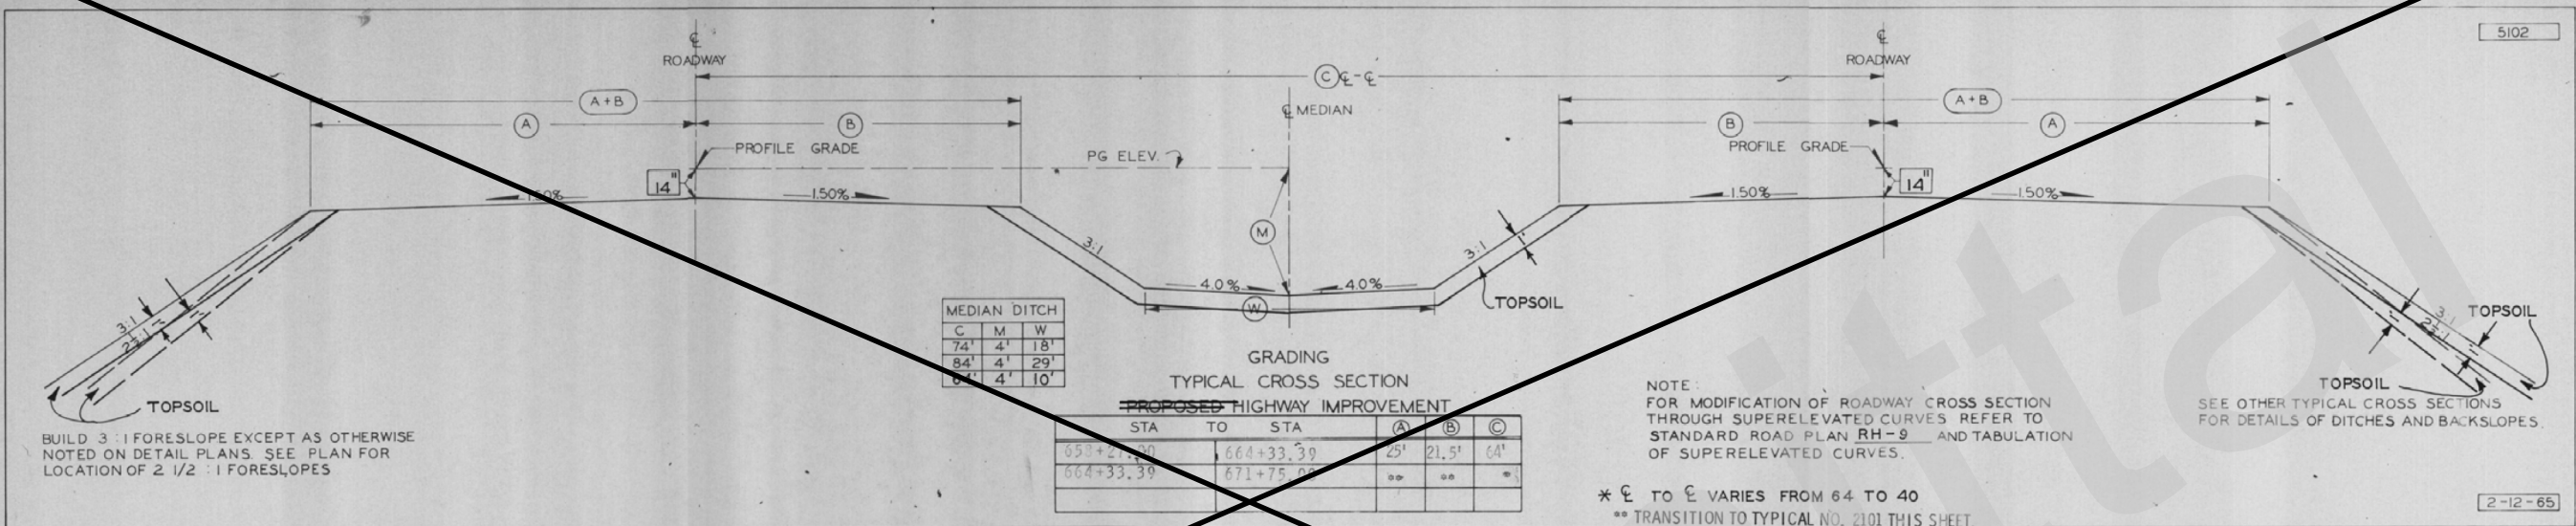 5102
℄ ROADWAY
℄ ROADWAY
C ℄-℄
A+B
A+B
℄ MEDIAN
A
B
B
A
PROFILE GRADE
PG ELEV.
PROFILE GRADE
14"
14"
1.50%
1.50%
1.50%
1.50%
M
3:1
3:1
4.0%
4.0%
W
TOPSOIL
3:1
2½:1
TOPSOIL
3:1
2½:1
TOPSOIL
TOPSOIL
MEDIAN DITCH
C M W
74' 4' 18'
84' 4' 29'
64' 4' 10'
GRADING
TYPICAL CROSS SECTION
PROPOSED HIGHWAY IMPROVEMENT
STA TO STA A B C
664+33.39 25' 21.5' 64'
664+33.39 ** ** *
BUILD 3:1 FORESLOPE EXCEPT AS OTHERWISE
NOTED ON DETAIL PLANS. SEE PLAN FOR
LOCATION OF 2 1/2 : 1 FORESLOPES
NOTE:
FOR MODIFICATION OF ROADWAY CROSS SECTION
THROUGH SUPERELEVATED CURVES REFER TO
STANDARD ROAD PLAN RH-9 AND TABULATION
OF SUPERELEVATED CURVES.
SEE OTHER TYPICAL CROSS SECTIONS
FOR DETAILS OF DITCHES AND BACKSLOPES.
* ℄ TO ℄ VARIES FROM 64 TO 40
** TRANSITION TO TYPICAL NO. 2101 THIS SHEET
2-12-65